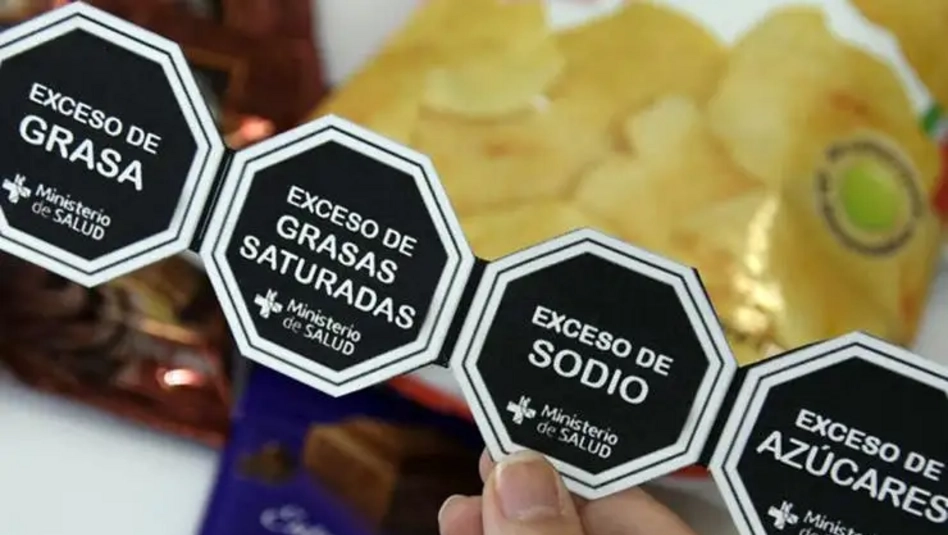 EXCESO DE
GRASA
Ministerio
de SALUD
EXCESO DE
GRASAS
SATURADAS
Ministerio
de SALUD
EXCESO DE
SODIO
Ministerio
de SALUD
EXCESO DE
AZÚCARES